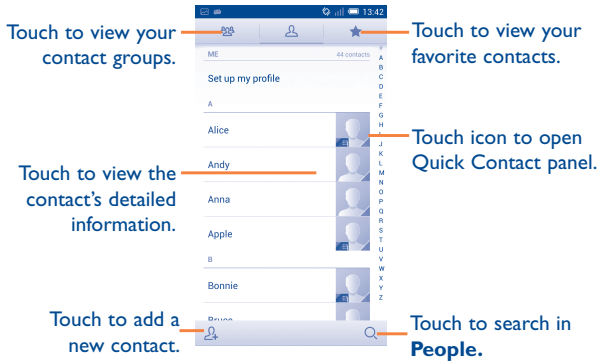 13:42
Touch to view your
contact groups.
Touch to view your
favorite contacts.
ME
44 contacts
Set up my profile
A
Alice
Touch icon to open
Quick Contact panel.
Andy
Touch to view the
contact's detailed
information.
Anna
Apple
B
Bonnie
Bruce
A
B
C
D
E
F
G
H
I
J
K
L
M
N
O
P
Q
R
S
T
U
V
W
X
Y
Z
Touch to add a
new contact.
Touch to search in
People.